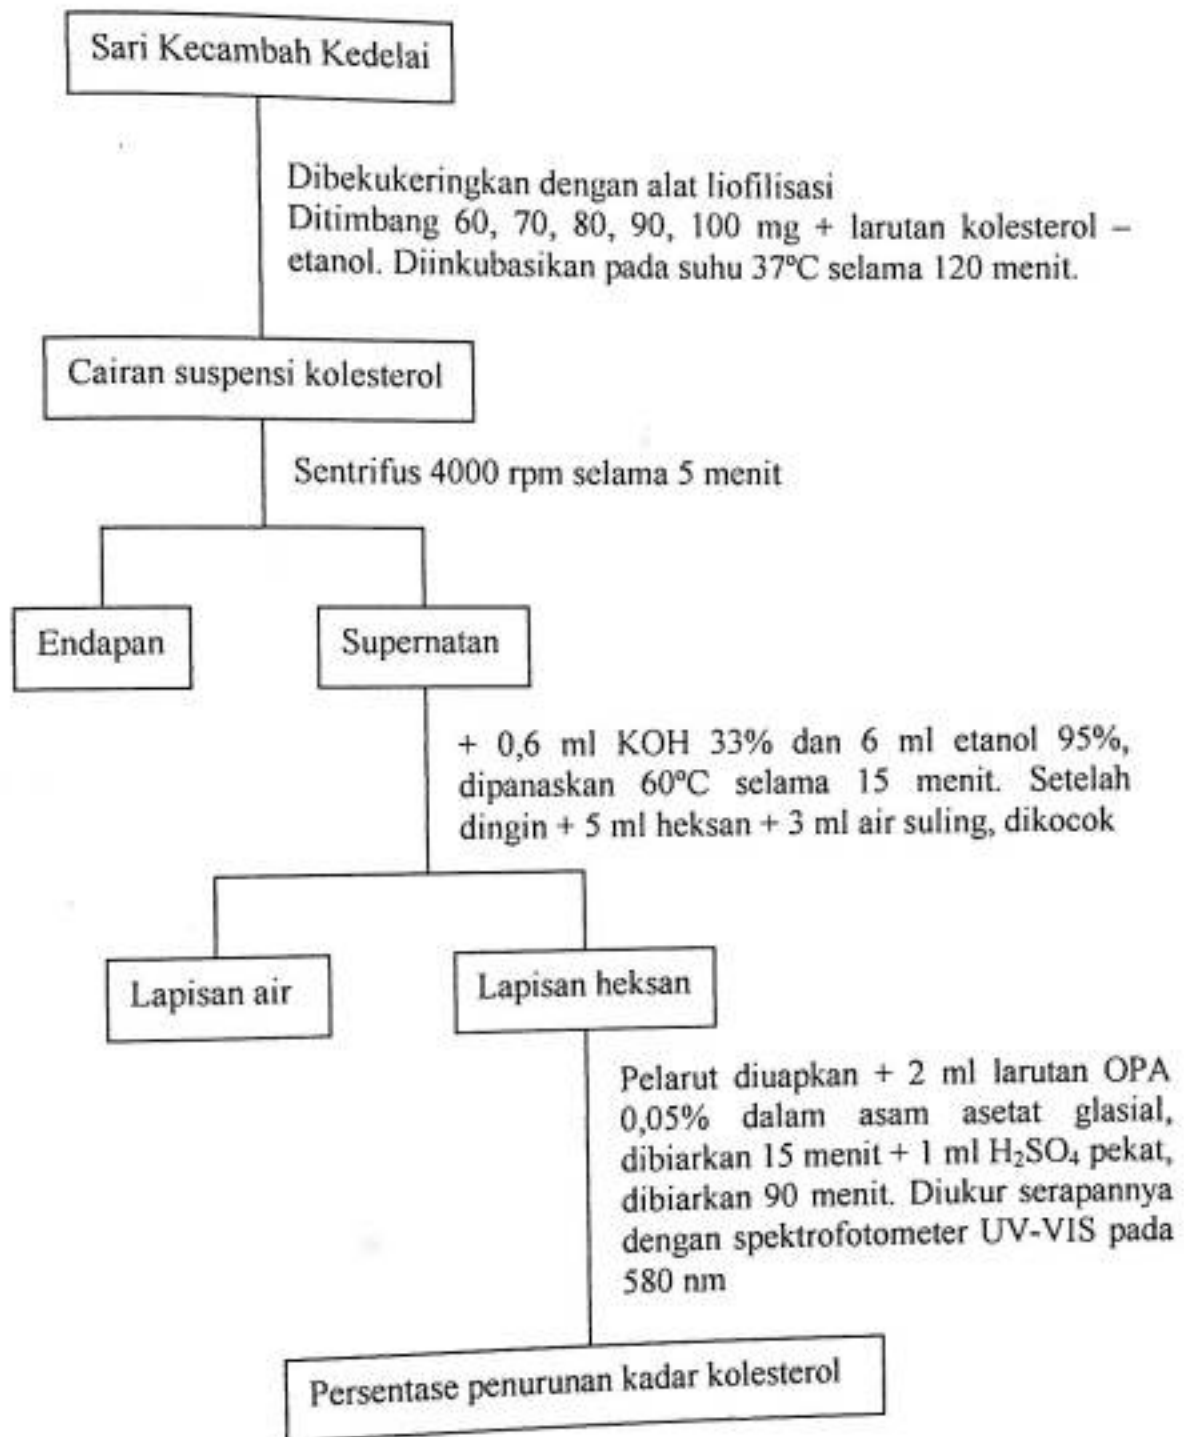 Sari Kecambah Kedelai
Dibekukeringkan dengan alat liofilisasi
Ditimbang 60, 70, 80, 90, 100 mg + larutan kolesterol –
etanol. Diinkubasikan pada suhu 37°C selama 120 menit.
Cairan suspensi kolesterol
Sentrifus 4000 rpm selama 5 menit
Endapan
Supernatan
+ 0,6 ml KOH 33% dan 6 ml etanol 95%,
dipanaskan 60°C selama 15 menit. Setelah
dingin + 5 ml heksan + 3 ml air suling, dikocok
Lapisan air
Lapisan heksan
Pelarut diuapkan + 2 ml larutan OPA
0,05% dalam asam asetat glasial,
dibiarkan 15 menit + 1 ml H₂SO₄ pekat,
dibiarkan 90 menit. Diukur serapannya
dengan spektrofotometer UV-VIS pada
580 nm
Persentase penurunan kadar kolesterol